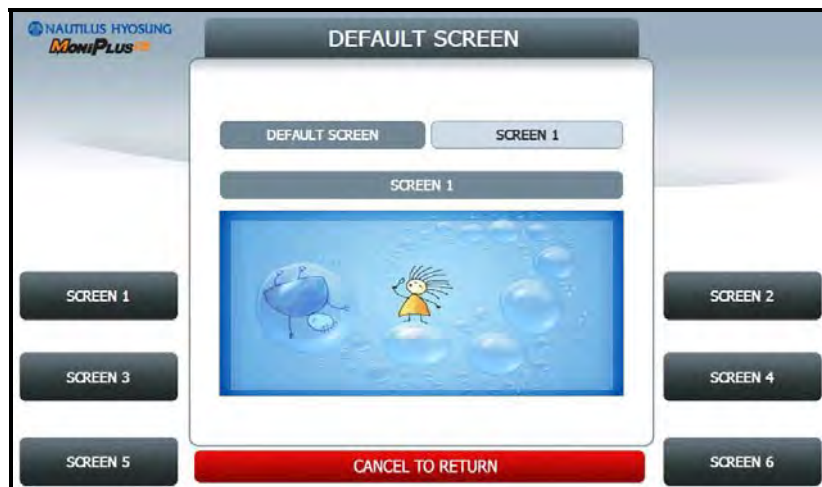 NAUTILUS HYOSUNG
MoniPlus
DEFAULT SCREEN
DEFAULT SCREEN
SCREEN 1
SCREEN 1
SCREEN 1
SCREEN 2
SCREEN 3
SCREEN 4
SCREEN 5
CANCEL TO RETURN
SCREEN 6